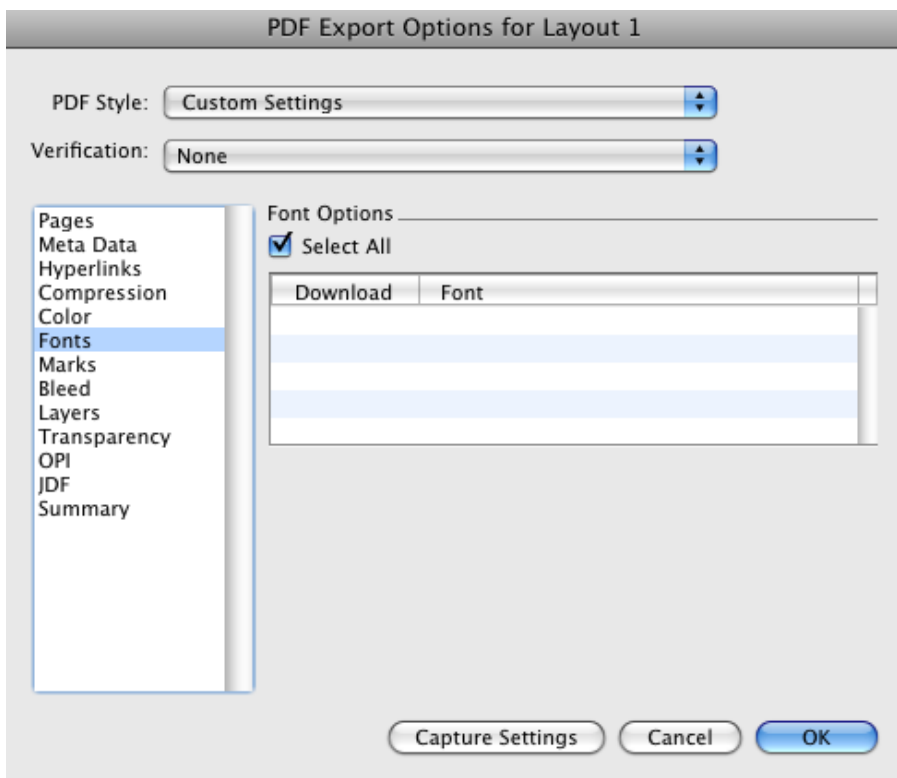 PDF Export Options for Layout 1
PDF Style: Custom Settings
Verification: None
Pages
Meta Data
Hyperlinks
Compression
Color
Fonts
Marks
Bleed
Layers
Transparency
OPI
JDF
Summary
Font Options
Select All
Download Font
Capture Settings Cancel OK